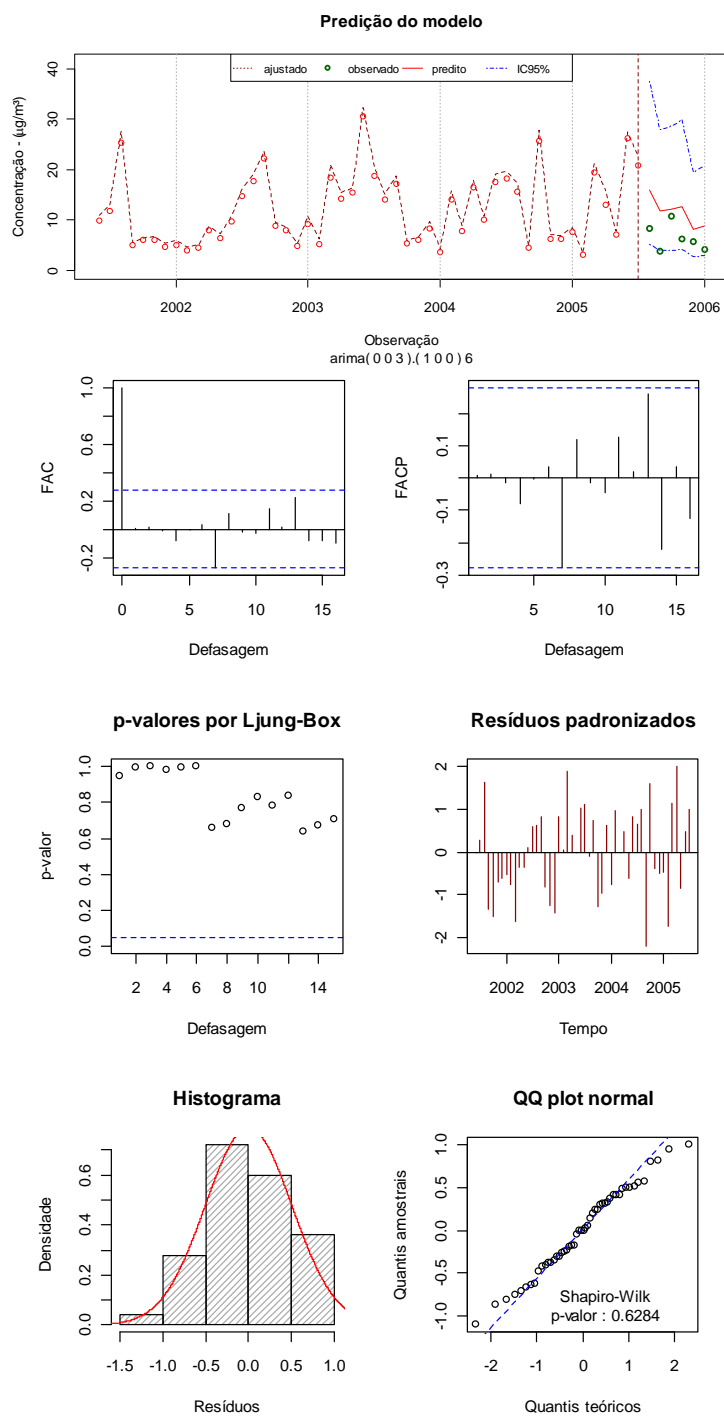 Predição do modelo
ajustado observado predito IC95%
Concentração - (µg/m³)
40
30
20
10
0
2002 2003 2004 2005 2006
Observação
arima( 0 0 3 ).( 1 0 0 ) 6
FAC
1.0
0.6
0.2
-0.2
0 5 10 15
Defasagem
FACP
0.1
-0.1
-0.3
5 10 15
Defasagem
p-valores por Ljung-Box
p-valor
1.0
0.8
0.6
0.4
0.2
0.0
2 4 6 8 10 14
Defasagem
Resíduos padronizados
2
1
0
-1
-2
2002 2003 2004 2005
Tempo
Histograma
Densidade
0.6
0.4
0.2
0.0
-1.5 -1.0 -0.5 0.0 0.5 1.0
Resíduos
QQ plot normal
Quantis amostrais
1.0
0.5
0.0
-1.0
Shapiro-Wilk
p-valor : 0.6284
-2 -1 0 1 2
Quantis teóricos